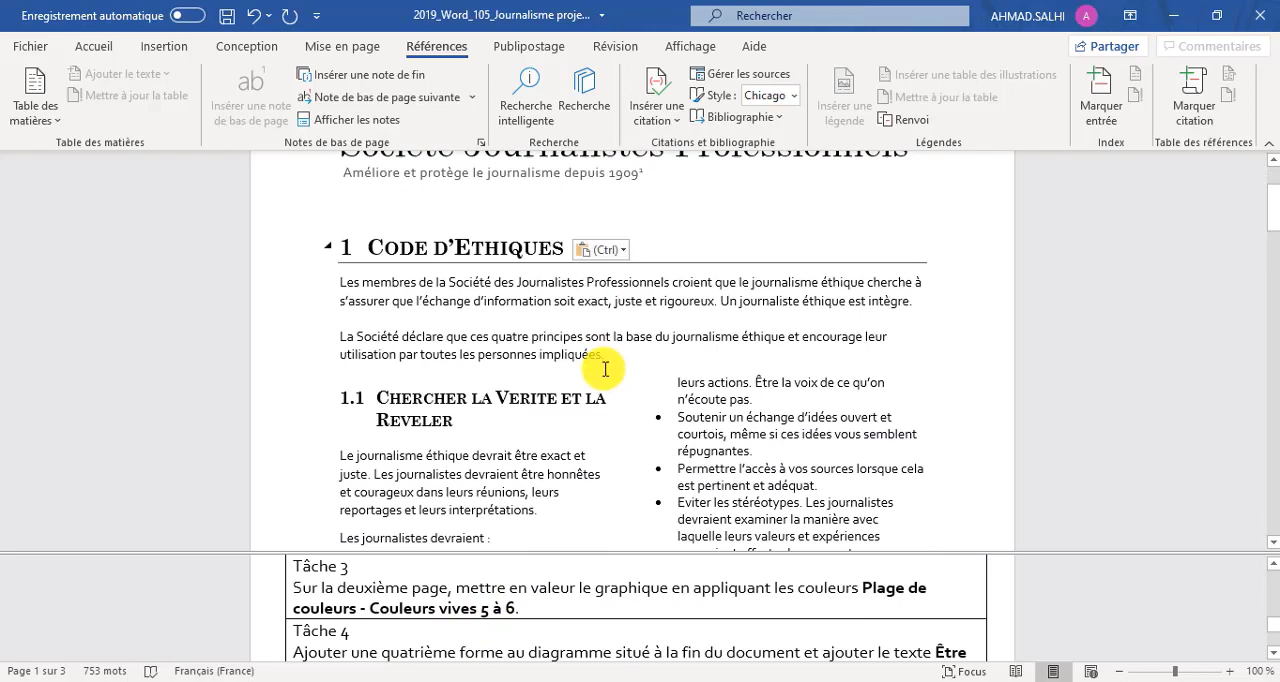 Enregistrement automatique
2019_Word_105_Journalisme proje...
Rechercher
AHMAD.SALHI
A
Fichier
Accueil
Insertion
Conception
Mise en page
Références
Publipostage
Révision
Affichage
Aide
Partager
Commentaires
Table des
matières
Ajouter le texte
Mettre à jour la table
Table des matières
ab
Insérer une note
de bas de page
Insérer une note de fin
Note de bas de page suivante
Afficher les notes
Notes de bas de page
Recherche
intelligente
Recherche
Recherche
Insérer une
citation
Gérer les sources
Style : Chicago
Bibliographie
Citations et bibliographie
Insérer une
légende
Insérer une table des illustrations
Mettre à jour la table
Renvoi
Légendes
Marquer
entrée
Index
Marquer
citation
Table des références
Société Journalistes Professionnels
Améliore et protège le journalisme depuis 1909¹
1 CODE D’ETHIQUES
(Ctrl)
Les membres de la Société des Journalistes Professionnels croient que le journalisme éthique cherche à
s’assurer que l’échange d’information soit exact, juste et rigoureux. Un journaliste éthique est intègre.
La Société déclare que ces quatre principes sont la base du journalisme éthique et encourage leur
utilisation par toutes les personnes impliquées.
1.1 CHERCHER LA VERITE ET LA
REVELER
Le journalisme éthique devrait être exact et
juste. Les journalistes devraient être honnêtes
et courageux dans leurs réunions, leurs
reportages et leurs interprétations.
Les journalistes devraient :
leurs actions. Être la voix de ce qu’on
n’écoute pas.
• Soutenir un échange d’idées ouvert et
courtois, même si ces idées vous semblent
répugnantes.
• Permettre l’accès à vos sources lorsque cela
est pertinent et adéquat.
• Eviter les stéréotypes. Les journalistes
devraient examiner la manière avec
laquelle leurs valeurs et expériences
Tâche 3
Sur la deuxième page, mettre en valeur le graphique en appliquant les couleurs Plage de
couleurs - Couleurs vives 5 à 6.
Tâche 4
Ajouter une quatrième forme au diagramme situé à la fin du document et ajouter le texte Être
Page 1 sur 3
753 mots
Français (France)
Focus
100 %